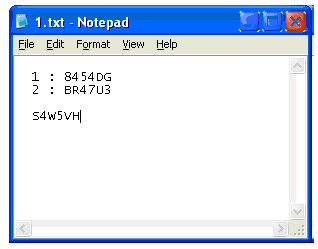 1.txt - Notepad
File Edit Format View Help
1 : 8454DG
2 : BR47U3
S4W5VH